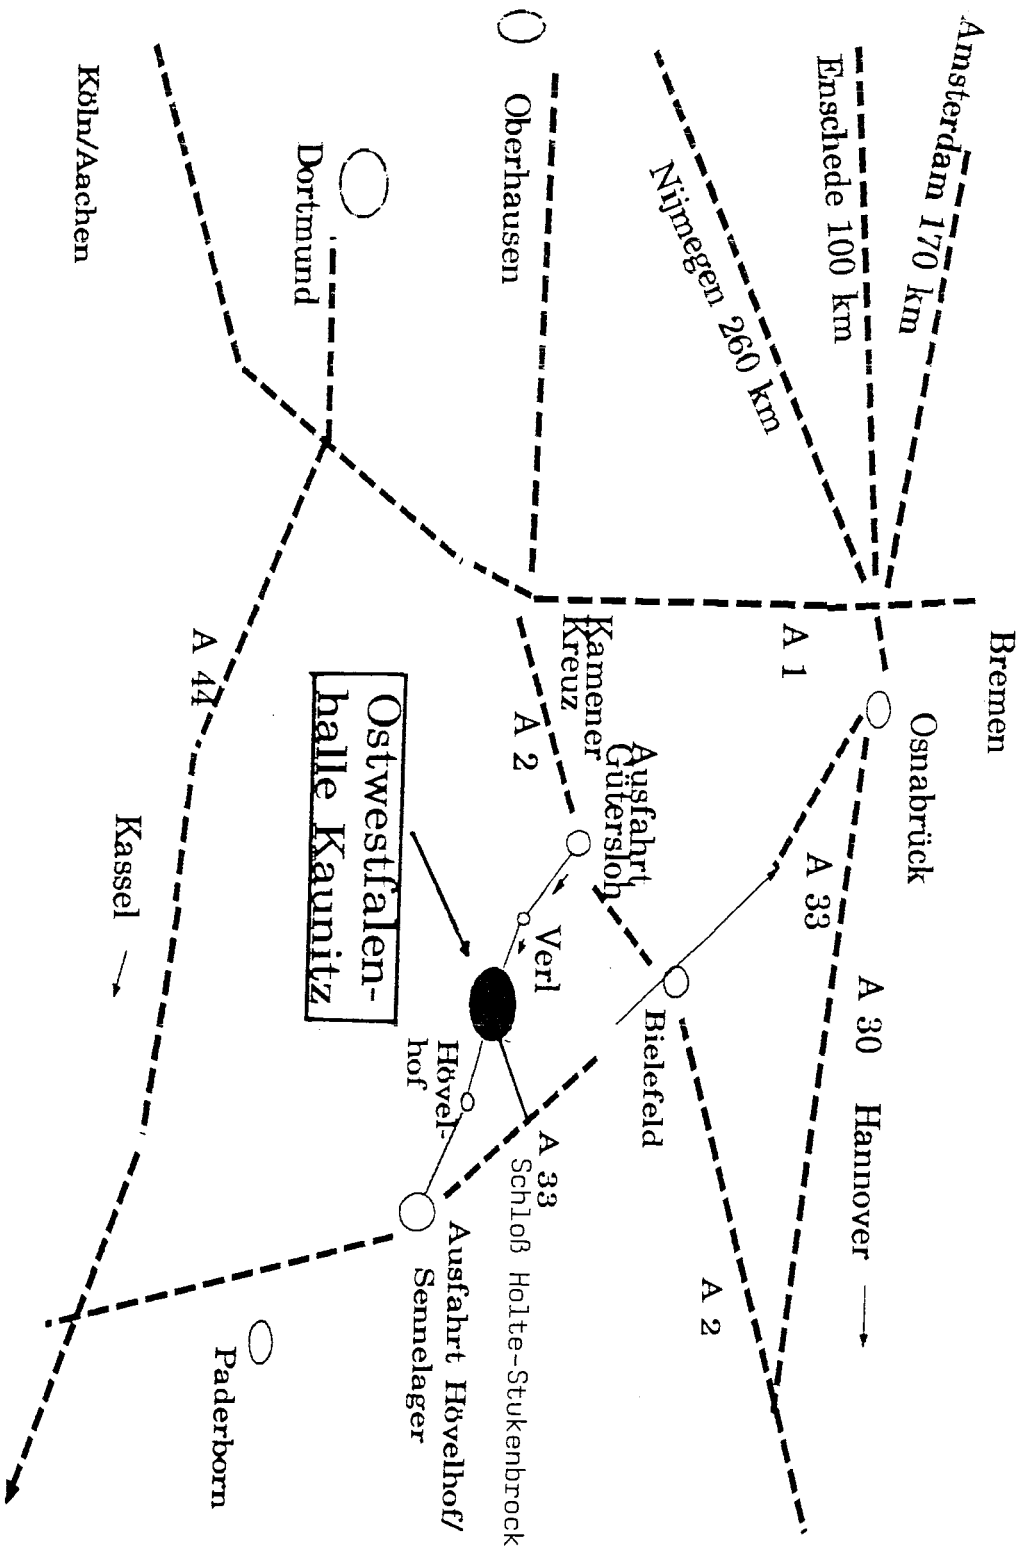 Bremen
Amsterdam 170 km
Enschede 100 km
Nijmegen 260 km
Osnabrück
A 1
A 33
A 30
Hannover
Oberhausen
Kamener
Kreuz
A 2
Ausfahrt
Gütersloh
Verl
Bielefeld
A 2
Dortmund
Ostwestfalen-
halle Kaunitz
Hövel-
hof
A 33
Schloß Holte-Stukenbrock
Ausfahrt Hövelhof/
Sennelager
Köln/Aachen
A 44
Kassel
Paderborn